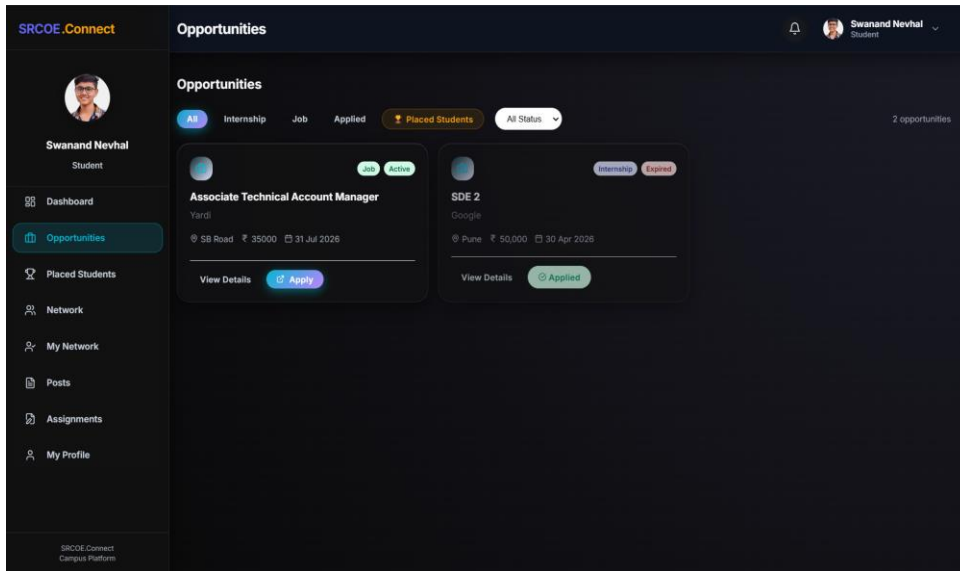 SRCOE.Connect
Swanand Nevhal
Student
Dashboard
Opportunities
Placed Students
Network
My Network
Posts
Assignments
My Profile
SRCOE.Connect
Campus Platform
Opportunities
Swanand Nevhal
Student
Opportunities
All Internship Job Applied Placed Students All Status 2 opportunities
Job Active
Associate Technical Account Manager
Yardi
SB Road ₹ 35000 31 Jul 2026
View Details Apply
Internship Expired
SDE 2
Google
Pune ₹ 50,000 30 Apr 2026
View Details Applied